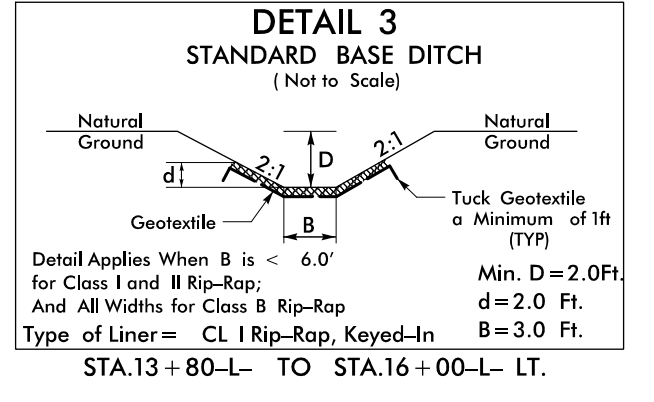 DETAIL 3
STANDARD BASE DITCH
( Not to Scale)
Natural
Ground
Natural
Ground
2:1
D
2:1
d
Geotextile
B
Tuck Geotextile
a Minimum of 1ft
(TYP)
Detail Applies When B is < 6.0'
for Class I and II Rip–Rap;
And All Widths for Class B Rip–Rap
Min. D=2.0Ft.
d=2.0 Ft.
B=3.0 Ft.
Type of Liner= CL I Rip–Rap, Keyed–In
STA.13+80–L– TO STA.16+00–L– LT.